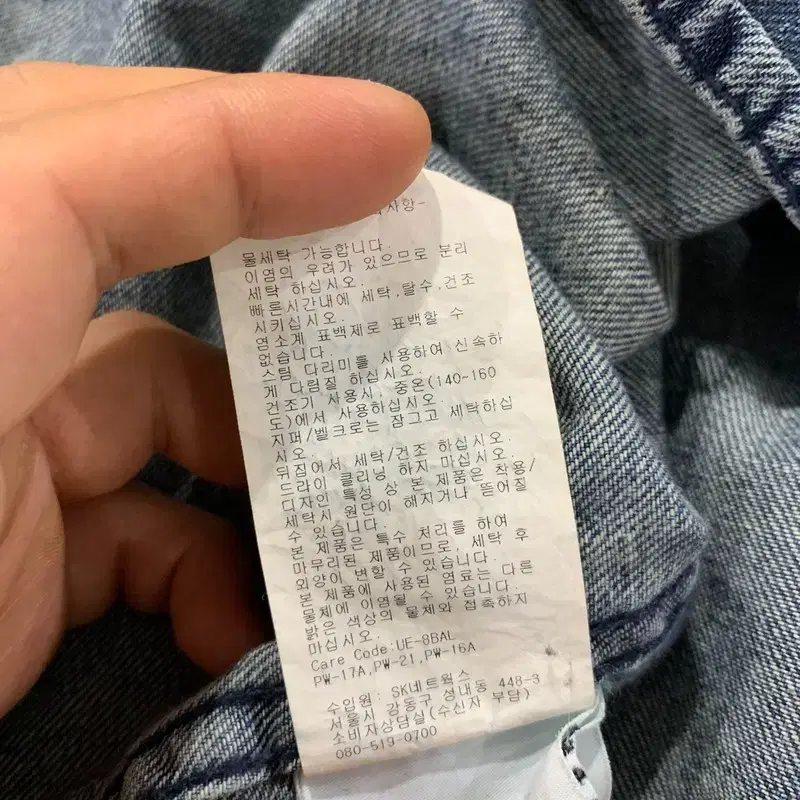 사항-
물세탁 가능합니다.
이염의 우려가 있으므로 분리
세탁 하십시오.
빠른시간내에 세탁,탈수,건조
시키십시오.
염소계 표백제로 표백할 수
없습니다.
스팀 다리미를 사용하여 신속하
게 다림질 하십시오.
건조기 사용시, 중온(140-160
도)에서 사용하십시오.
지퍼/벨크로는 잠그고 세탁하십
시오.
뒤집어서 세탁/건조 하십시오.
드라이 클리닝 하지 마십시오.
디자인 특성 상 본 제품은 착용/
세탁시 원단이 해지거나 뜯어질
수 있습니다.
본 제품은 특수 처리를 하여
마무리된 제품이므로, 세탁 후
외양이 변할 수 있습니다.
본 제품에 사용된 염료는 다른
물체에 이염될 수 있습니다.
밝은 색상의 물체와 접촉하지
마십시오.
Care Code:UE-8BAL
PW-17A,PW-21,PW-16A
수입원: SK네트웍스
서울시 강동구 성내동 448-3
소비자상담실(수신자 부담)
080-519-0700